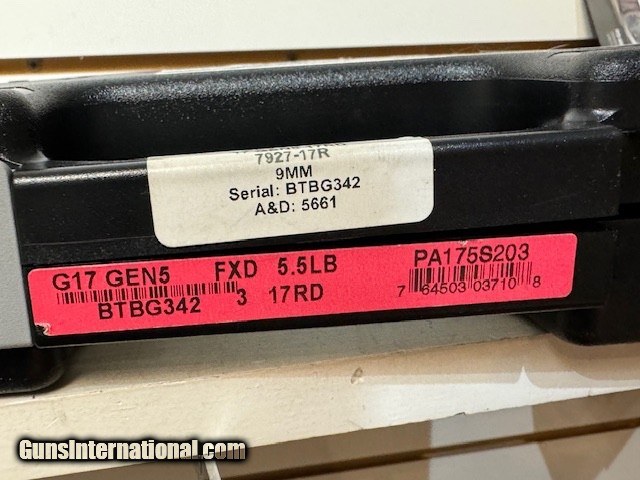 7927-17R
9MM
Serial: BTBG342
A&D: 5661
G17 GEN5 FXD 5.5LB PA175S203
BTBG342 3 17RD 7 64503 03710 8
GunsInternational.com